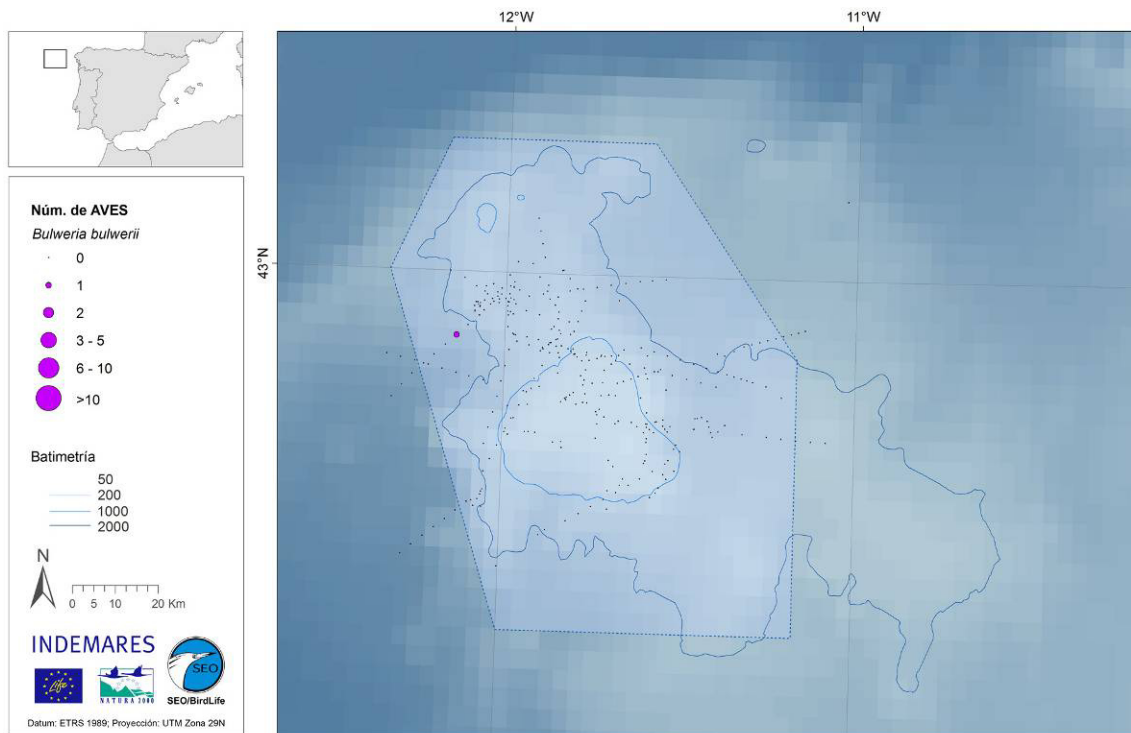 12°W
11°W
43°N
Núm. de AVES
Bulweria bulwerii
0
1
2
3 - 5
6 - 10
>10
Batimetría
50
200
1000
2000
N
0 5 10 20 Km
INDEMARES
Life
NATURA 2000
SEO
SEO/BirdLife
Datum: ETRS 1989; Proyección: UTM Zona 29N